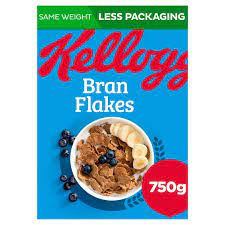 SAME WEIGHT LESS PACKAGING
Kellogg
Bran
Flakes
750g